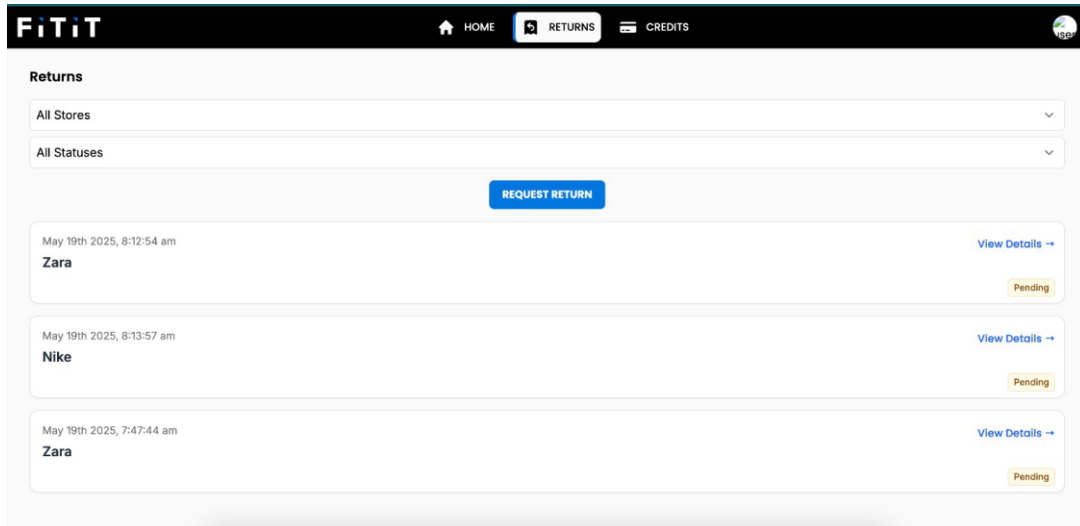 FiTiT
HOME
RETURNS
CREDITS
user
Returns
All Stores
All Statuses
REQUEST RETURN
May 19th 2025, 8:12:54 am
View Details →
Zara
Pending
May 19th 2025, 8:13:57 am
View Details →
Nike
Pending
May 19th 2025, 7:47:44 am
View Details →
Zara
Pending